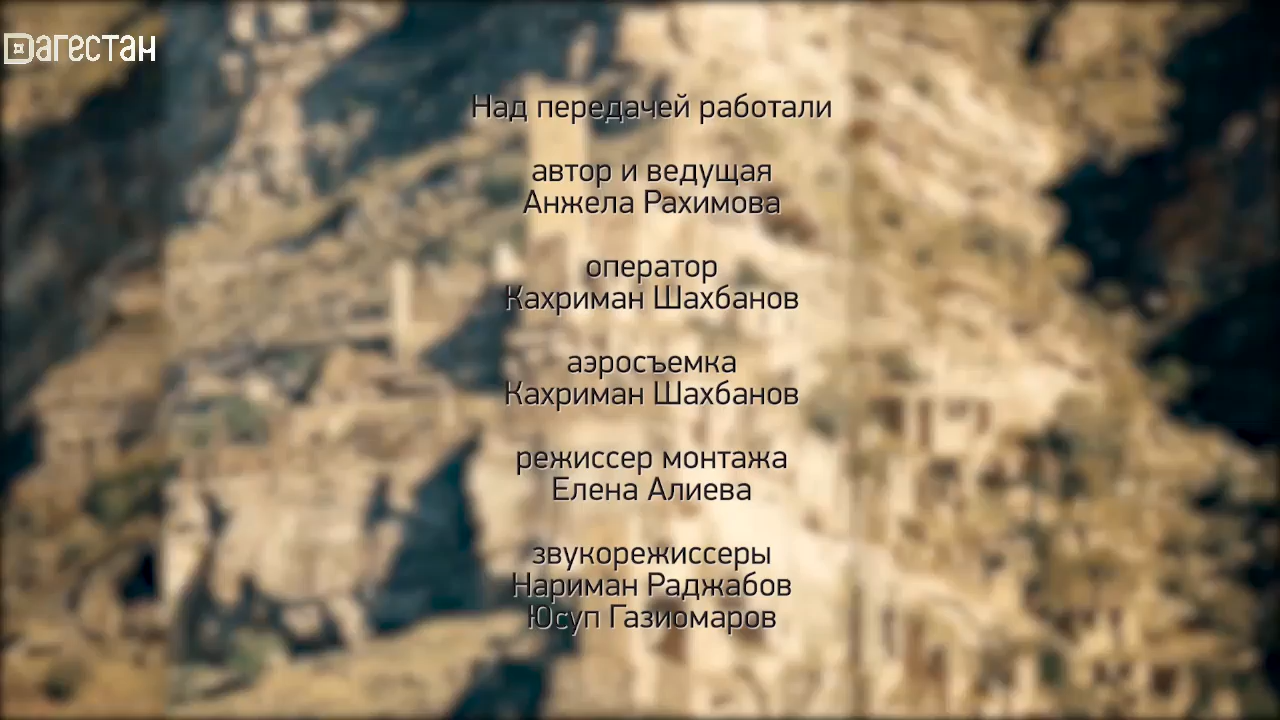 Дагестан
Над передачей работали
автор и ведущая
Анжела Рахимова
оператор
Кахриман Шахбанов
аэросъемка
Кахриман Шахбанов
режиссер монтажа
Елена Алиева
звукорежиссеры
Нариман Раджабов
Юсуп Газиомаров